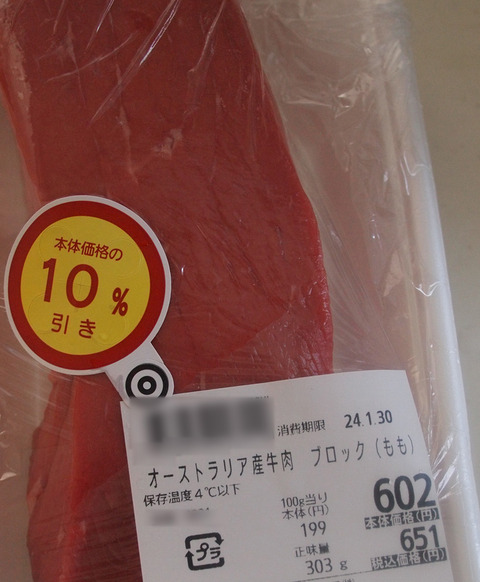 本体価格の
10%
引き
消費期限 24.1.30
オーストラリア産牛肉 ブロック(もも)
保存温度4℃以下
100g当り
本体(円)
199
正味量
303 g
602
本体価格(円)
651
税込価格(円)
プラ